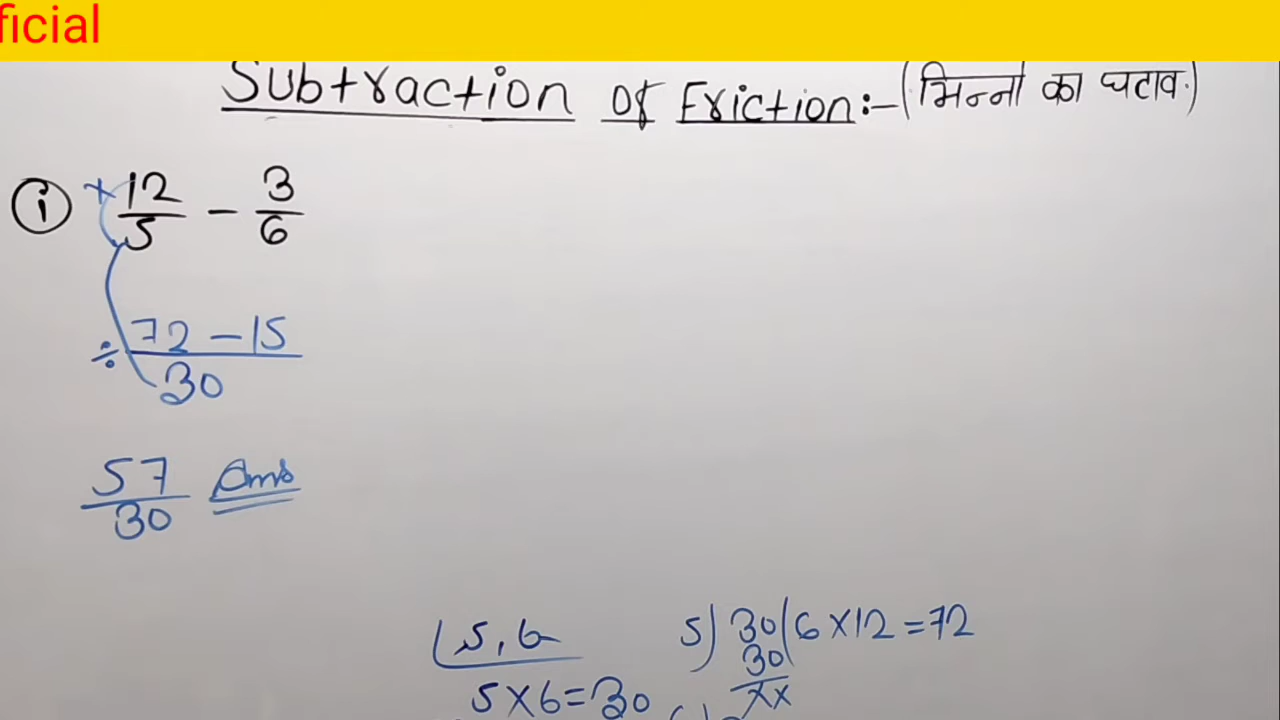 ficial
Subtraction of Friction:- (भिन्नों का घटाव.)
i + 12/5 - 3/6
÷ 72 - 15 / 30
57/30 Ans
5, 6
5 x 6 = 30
5) 30 (6 x 12 = 72
30
xx